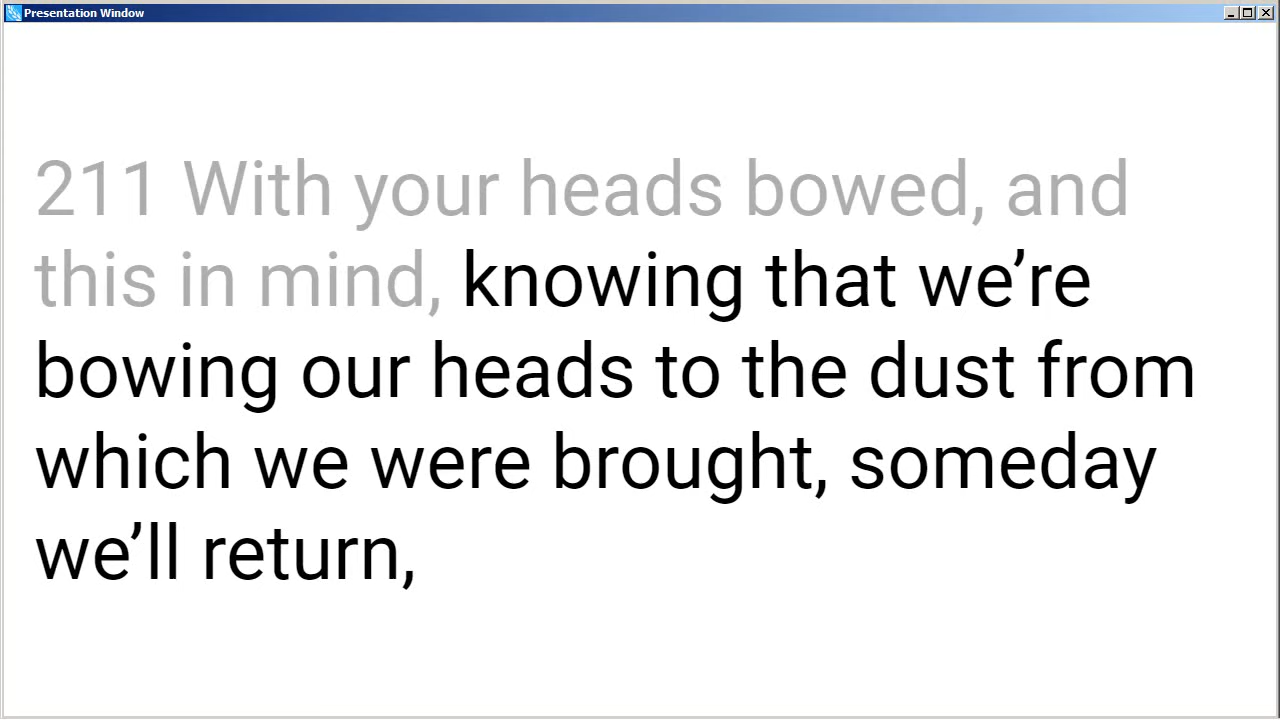 Presentation Window
211 With your heads bowed, and
this in mind, knowing that we’re
bowing our heads to the dust from
which we were brought, someday
we’ll return,